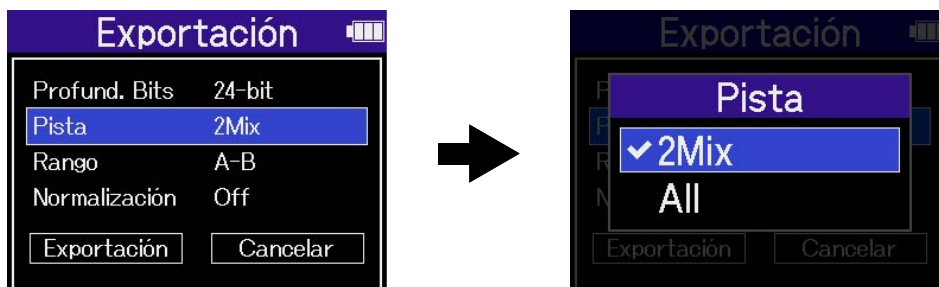 Exportación
Profund. Bits 24-bit
Pista 2Mix
Rango A-B
Normalización Off
Exportación Cancelar
Exportación
Pista
2Mix
All
Exportación Cancelar